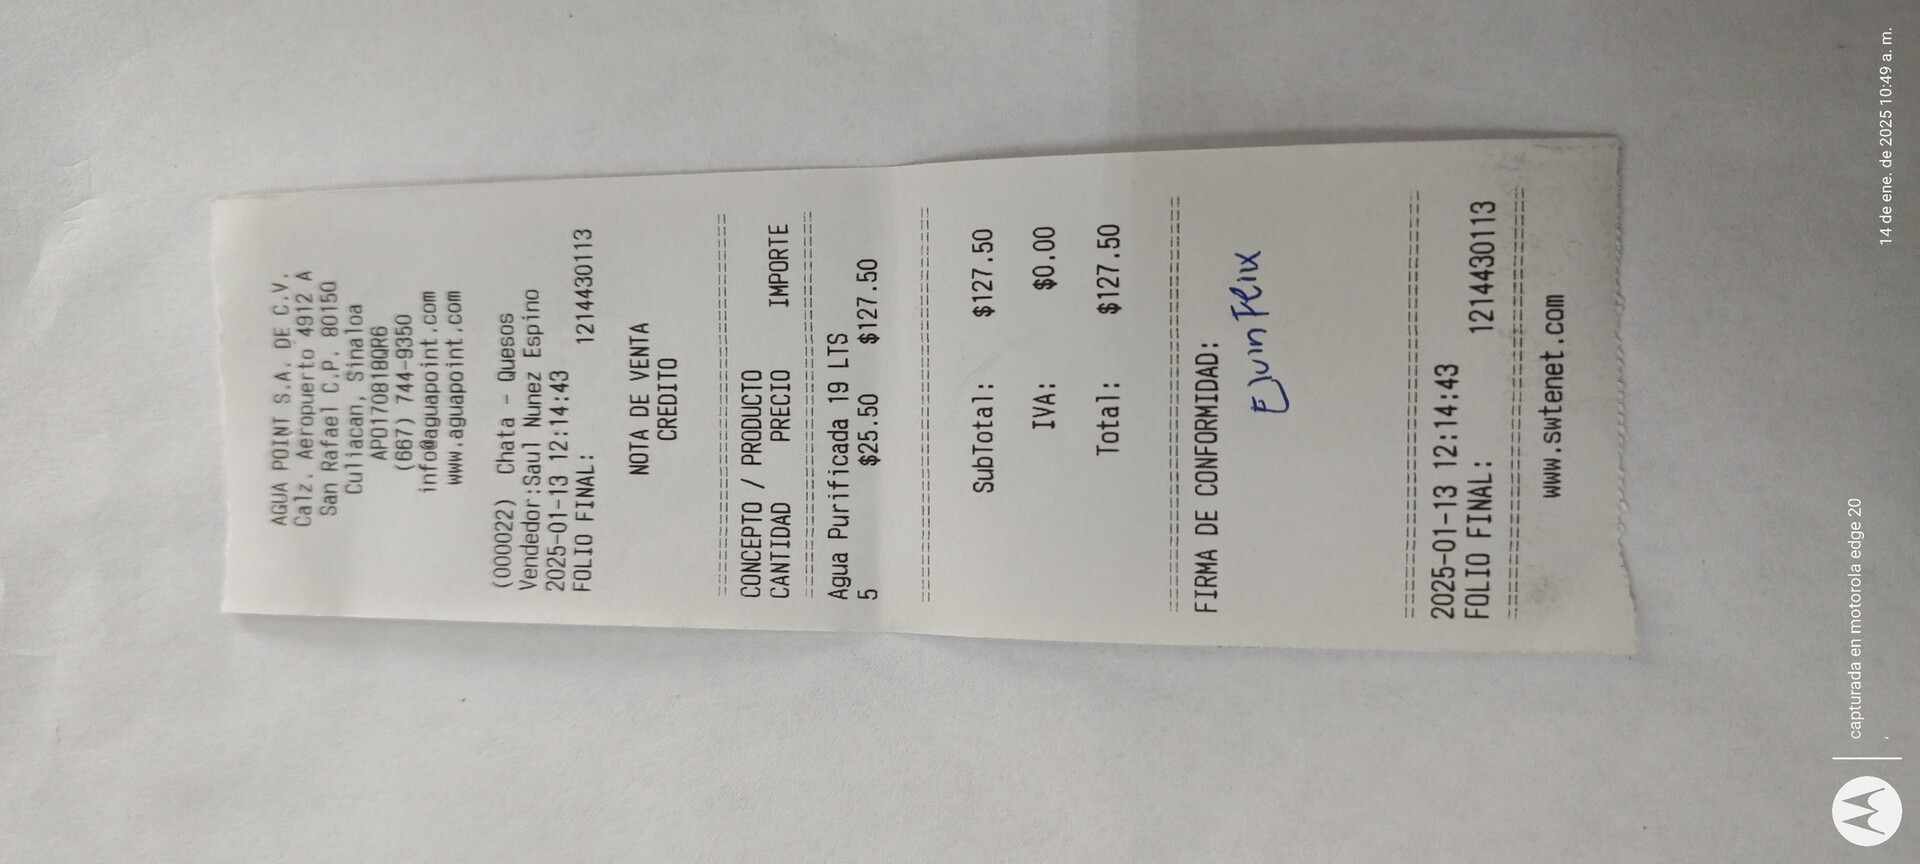 AGUA POINT S.A. DE C.V.
Calz. Aeropuerto 4912 A
San Rafael C.P. 80150
Culiacan, Sinaloa
APO170818QR6
(667) 744-9350
info@aguapoint.com
www.aguapoint.com
(000022) Chata - Quesos
Vendedor:Saul Nunez Espino
2025-01-13 12:14:43
FOLIO FINAL: 1214430113
NOTA DE VENTA
CREDITO
CONCEPTO / PRODUCTO
CANTIDAD PRECIO IMPORTE
Agua Purificada 19 LTS
5 $25.50 $127.50
SubTotal: $127.50
IVA: $0.00
Total: $127.50
FIRMA DE CONFORMIDAD:
Elvin Felix
2025-01-13 12:14:43
FOLIO FINAL: 1214430113
www.swtenet.com
capturada en motorola edge 20
14 de ene. de 2025 10:49 a. m.